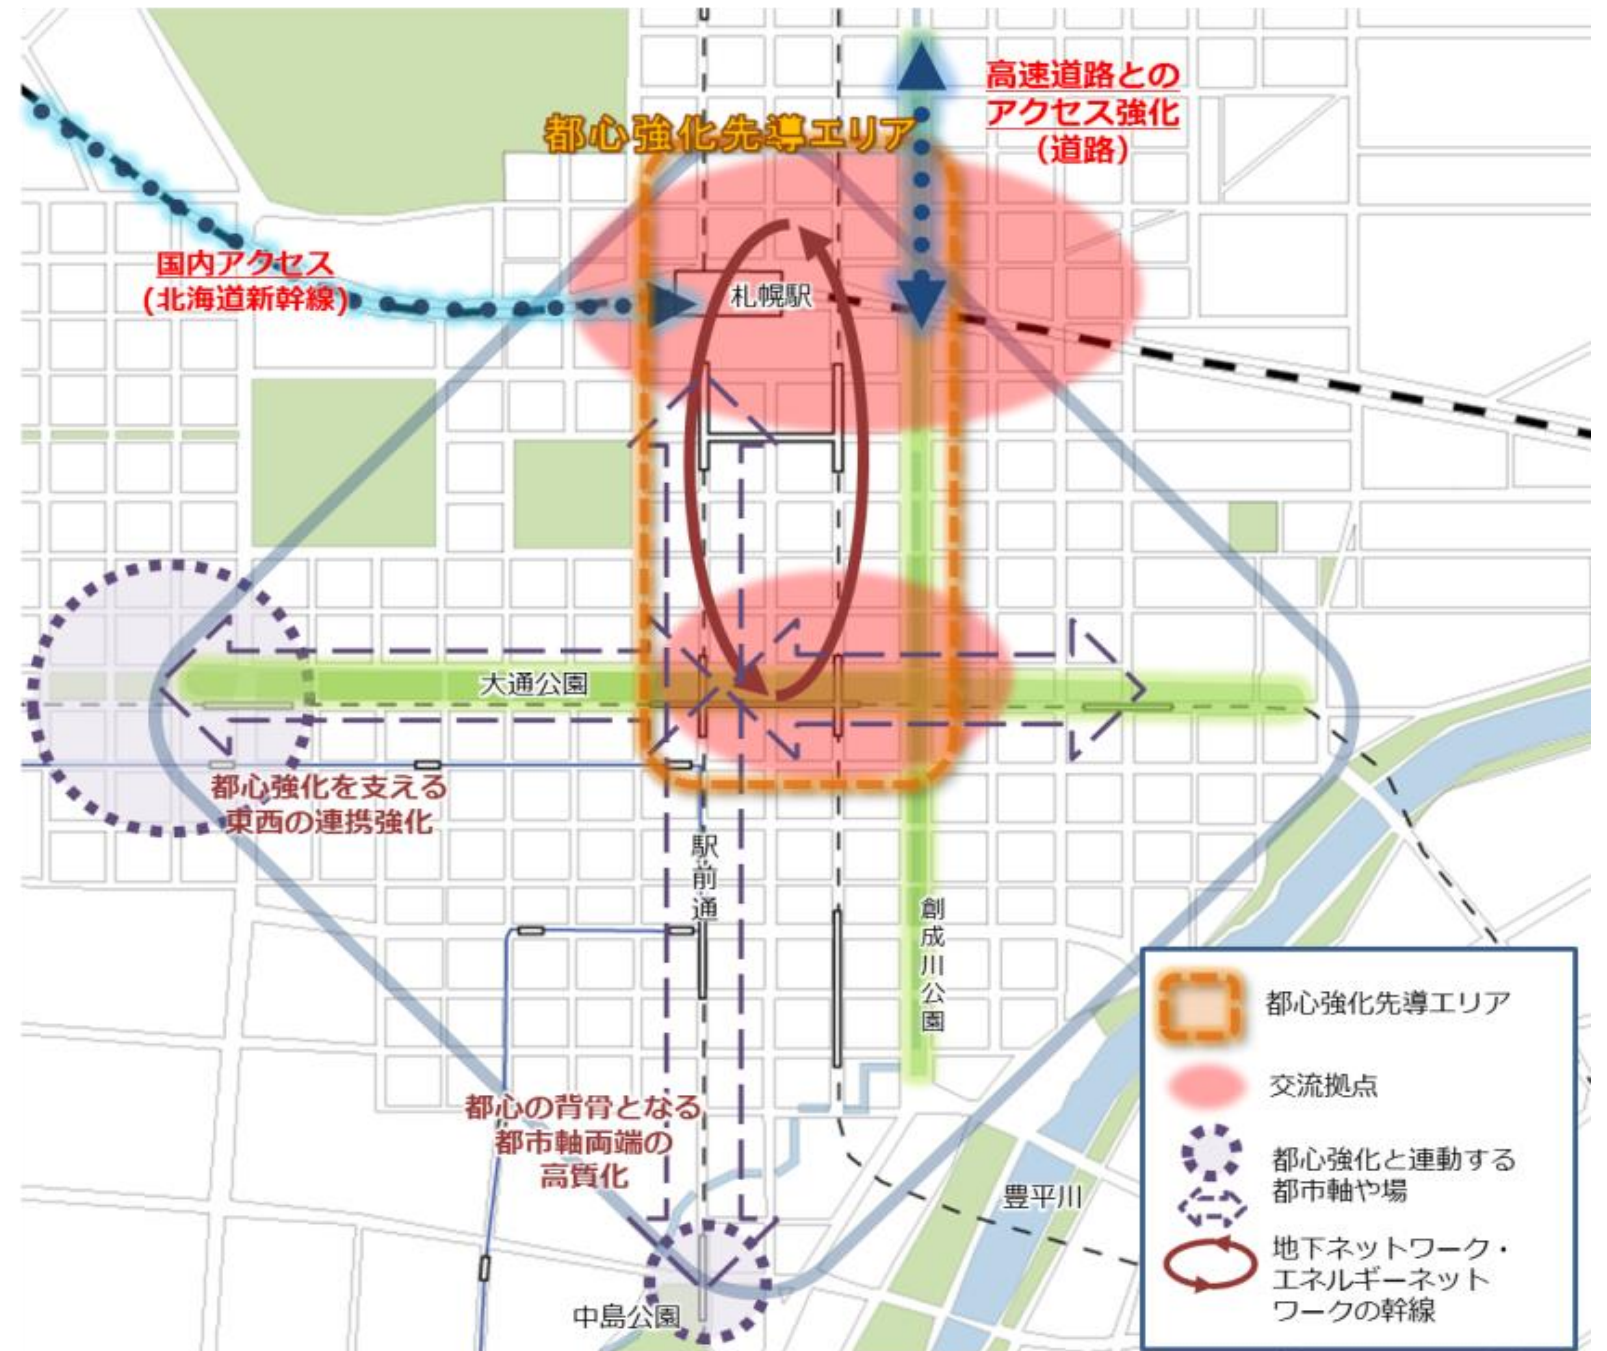 高速道路との
アクセス強化
(道路)
都心強化先導エリア
国内アクセス
(北海道新幹線)
札幌駅
大通公園
都心強化を支える
東西の連携強化
駅前通
創成川公園
都心の背骨となる
都市軸両端の
高質化
豊平川
中島公園
都心強化先導エリア
交流拠点
都心強化と連動する
都市軸や場
地下ネットワーク・
エネルギーネット
ワークの幹線